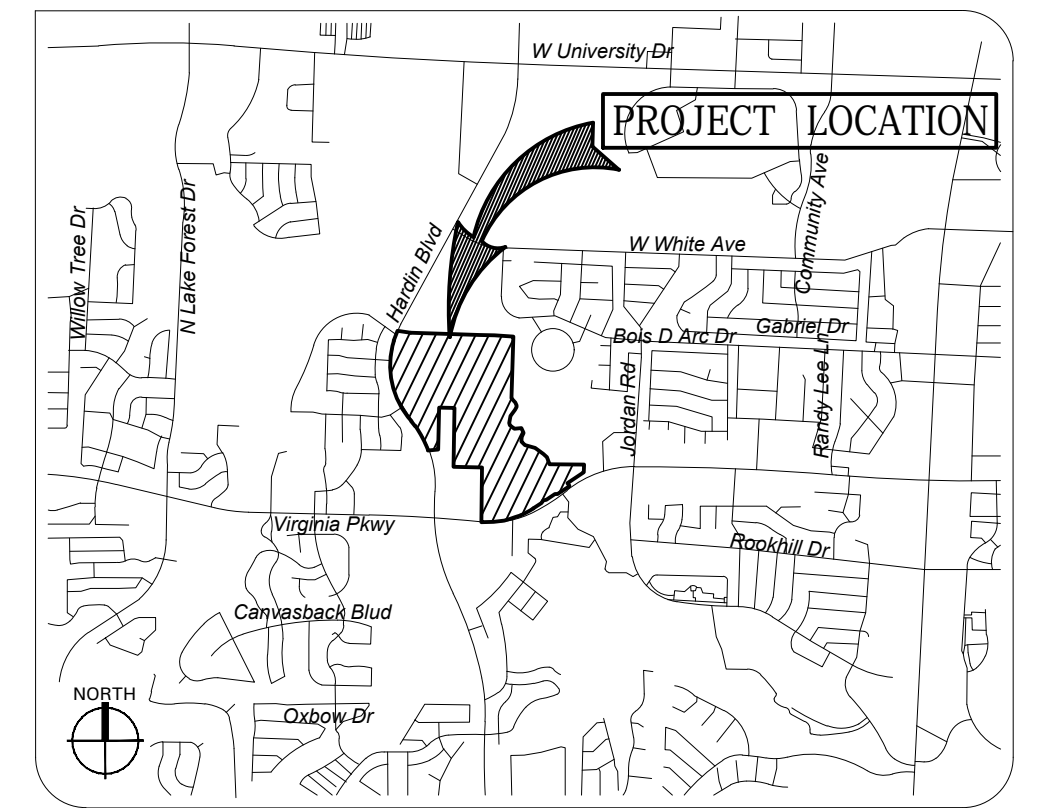 W University Dr
PROJECT LOCATION
Community Ave
Willow Tree Dr
N Lake Forest Dr
Hardin Blvd
W White Ave
Gabriel Dr
Bois D Arc Dr
Jordan Rd
Randy Lee Ln
Virginia Pkwy
Rookhill Dr
Canvasback Blud
NORTH
Oxbow Dr